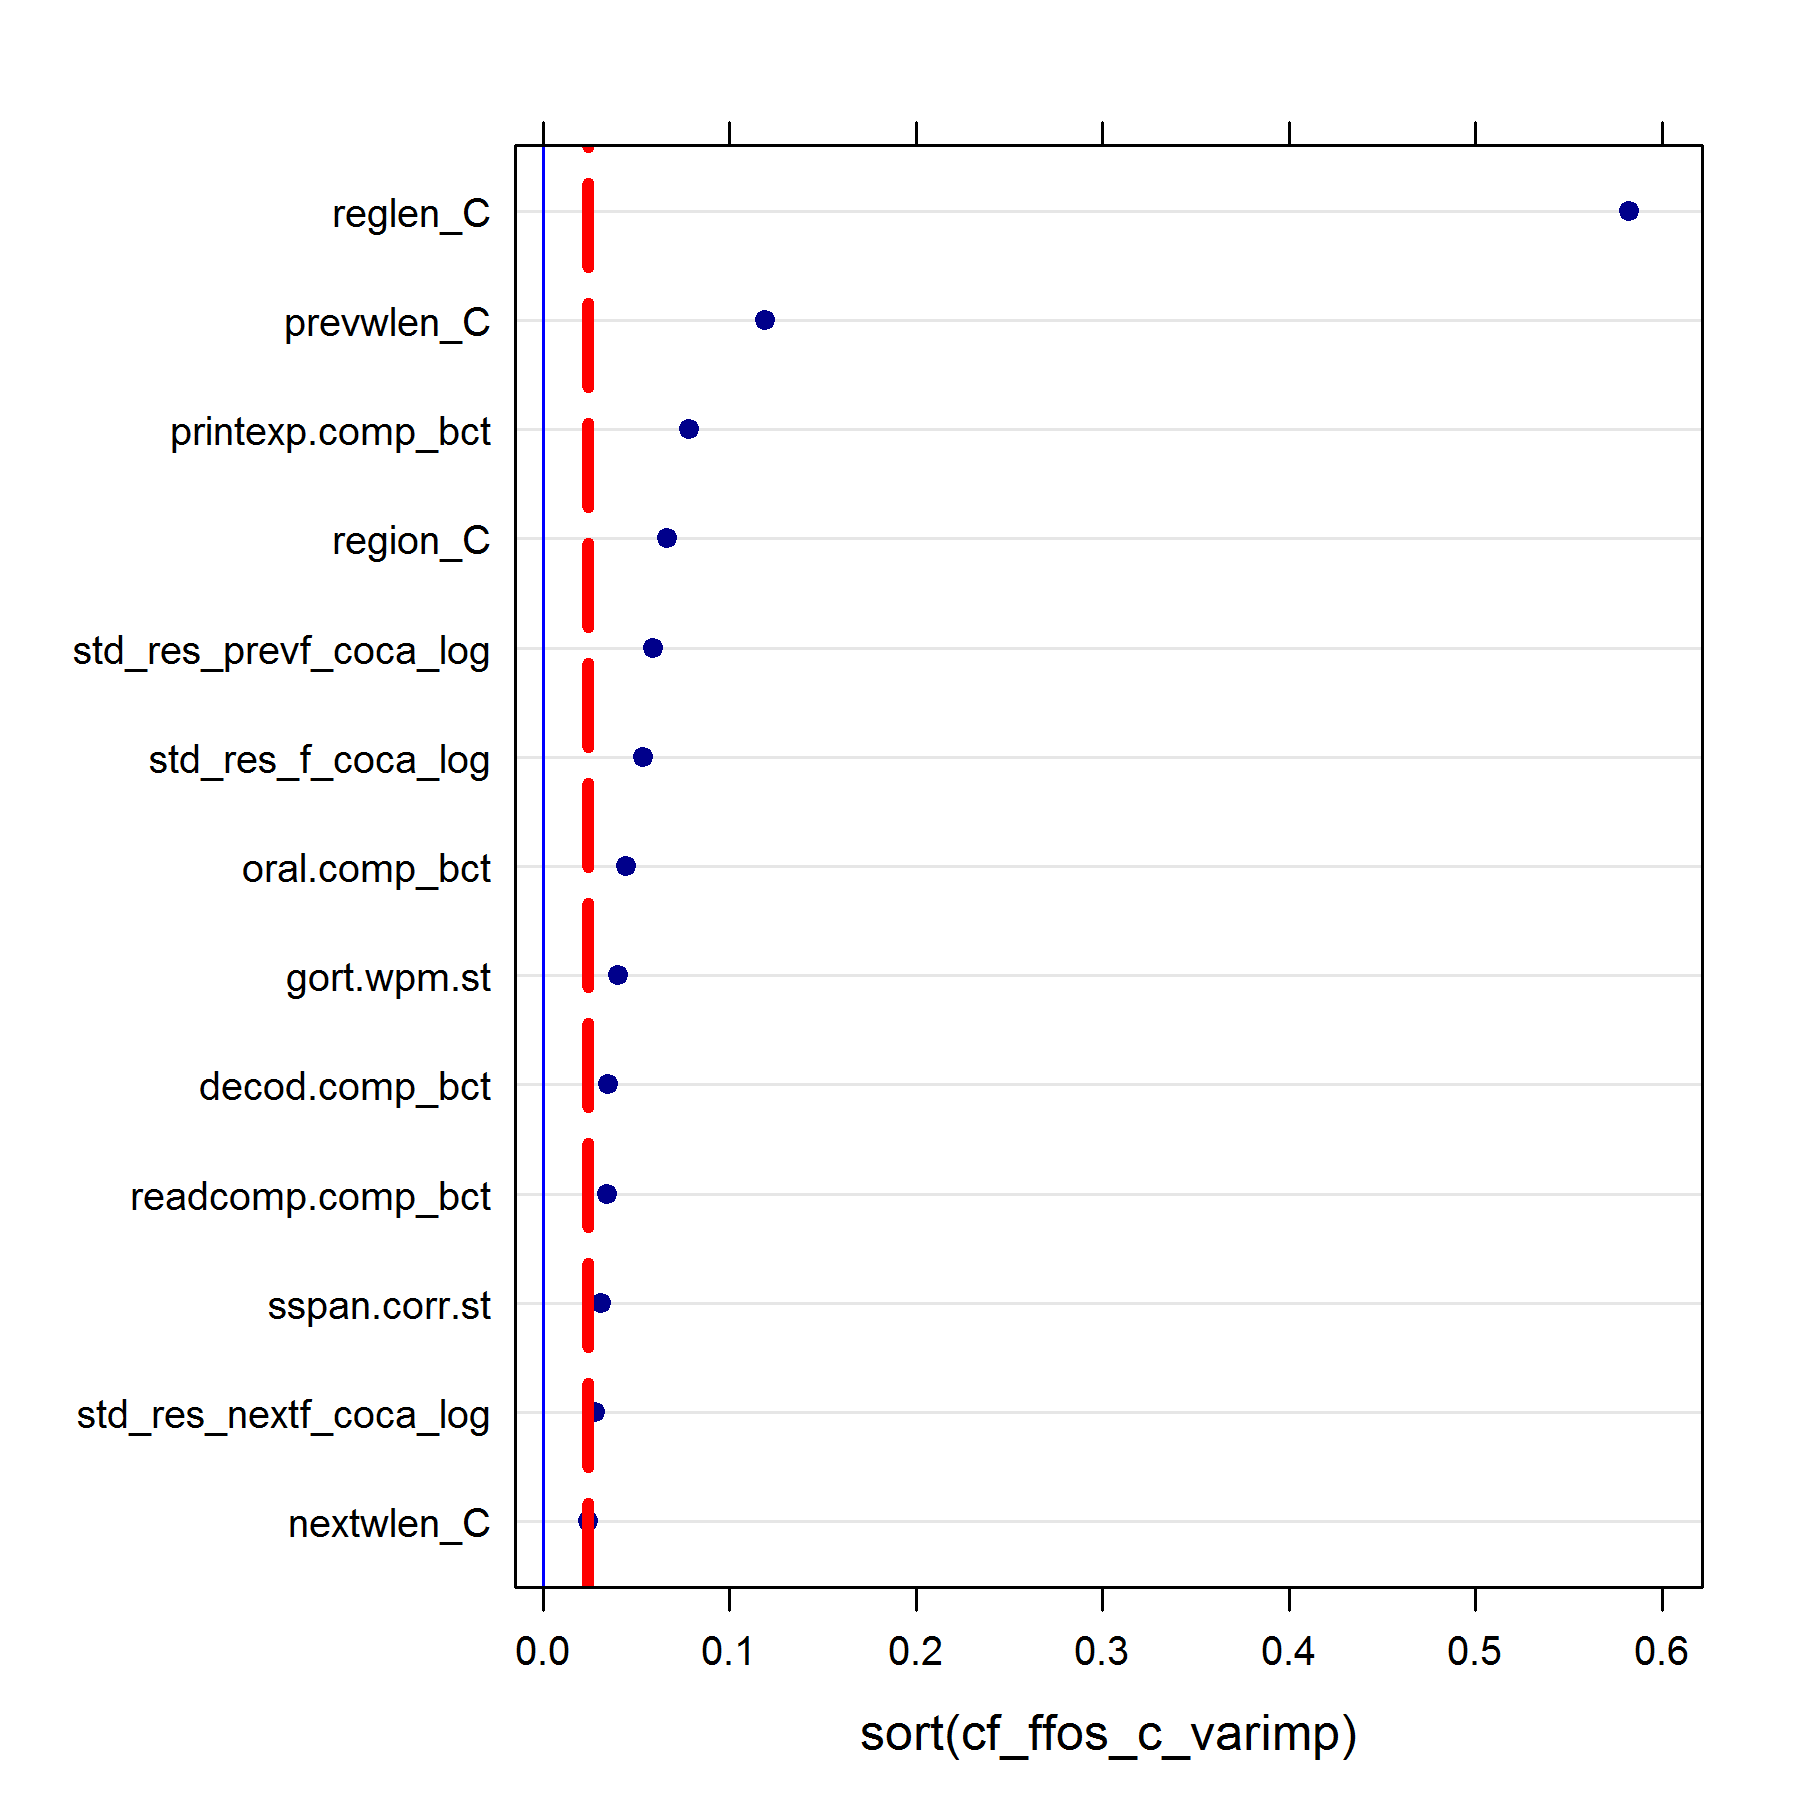 reglen_C
prevwlen_C
printexp.comp_bct
region_C
std_res_prevf_coca_log
std_res_f_coca_log
oral.comp_bct
gort.wpm.st
decod.comp_bct
readcomp.comp_bct
sspan.corr.st
std_res_nextf_coca_log
nextwlen_C
0.0 0.1 0.2 0.3 0.4 0.5 0.6
sort(cf_ffos_c_varimp)